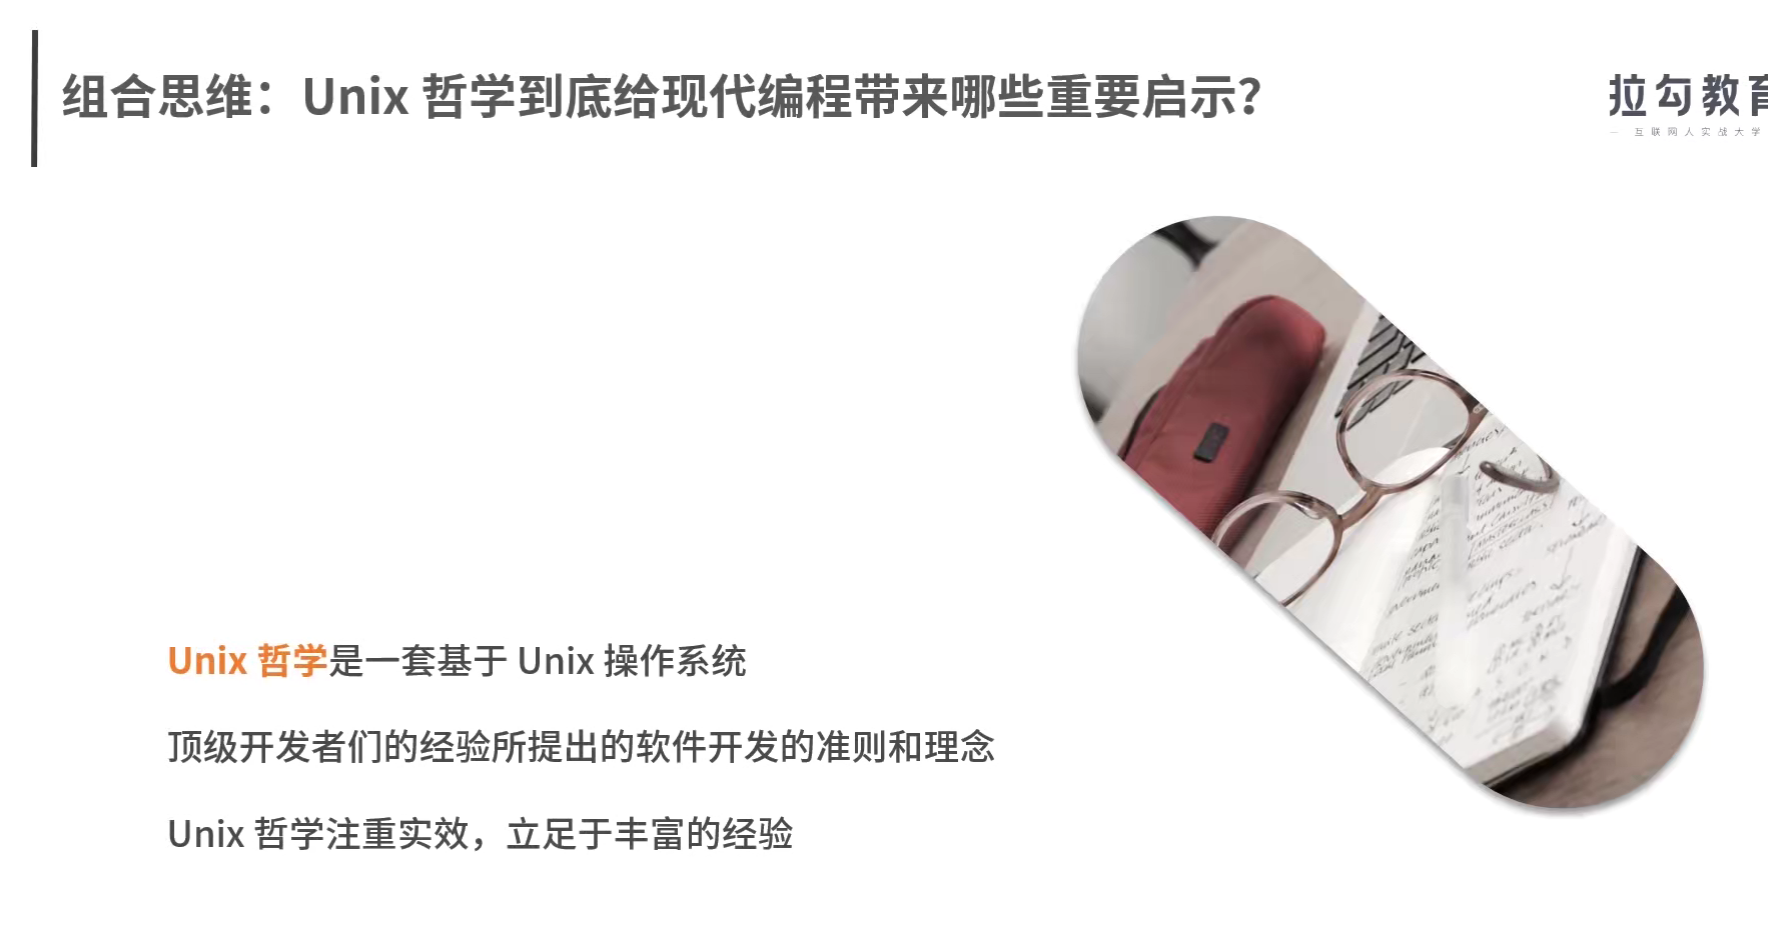 组合思维：Unix 哲学到底给现代编程带来哪些重要启示？
拉勾教育
— 互联网人实战大学
Unix 哲学是一套基于 Unix 操作系统
顶级开发者们的经验所提出的软件开发的准则和理念
Unix 哲学注重实效，立足于丰富的经验